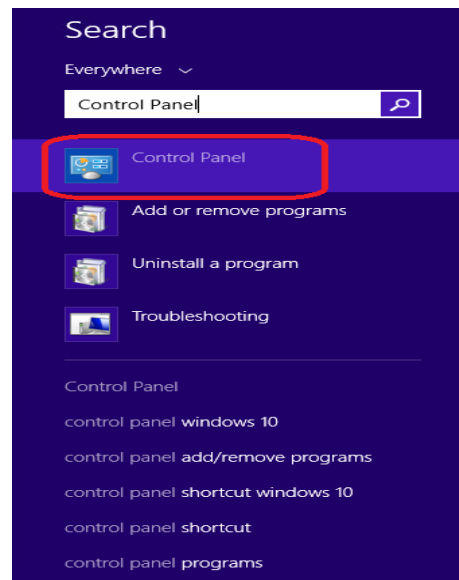 Search
Everywhere
Control Panel
Control Panel
Add or remove programs
Uninstall a program
Troubleshooting
Control Panel
control panel windows 10
control panel add/remove programs
control panel shortcut windows 10
control panel shortcut
control panel programs